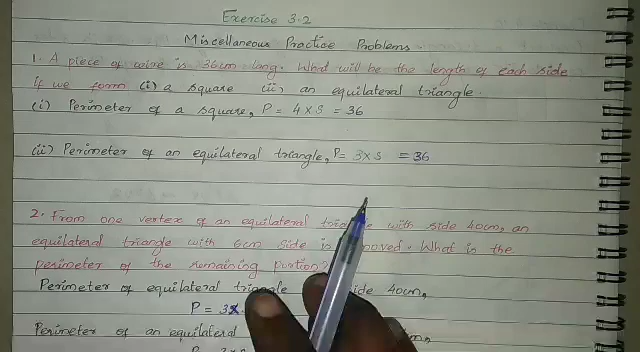 Exercise 3.2
Miscellaneous Practice Problems.
1. A piece of wire is 36cm long. What will be the length of each side
if we form (i) a square (ii) an equilateral triangle.
(i) Perimeter of a square, P = 4 × S = 36
(ii) Perimeter of an equilateral triangle, P = 3×S = 36
2. From one vertex of an equilateral with side 40cm, an
equilateral triangle with 6cm side is What is the
perimeter of the remaining portion?
Perimeter of equilateral side 40cm,
P = 3×
Perimeter of an equilateral